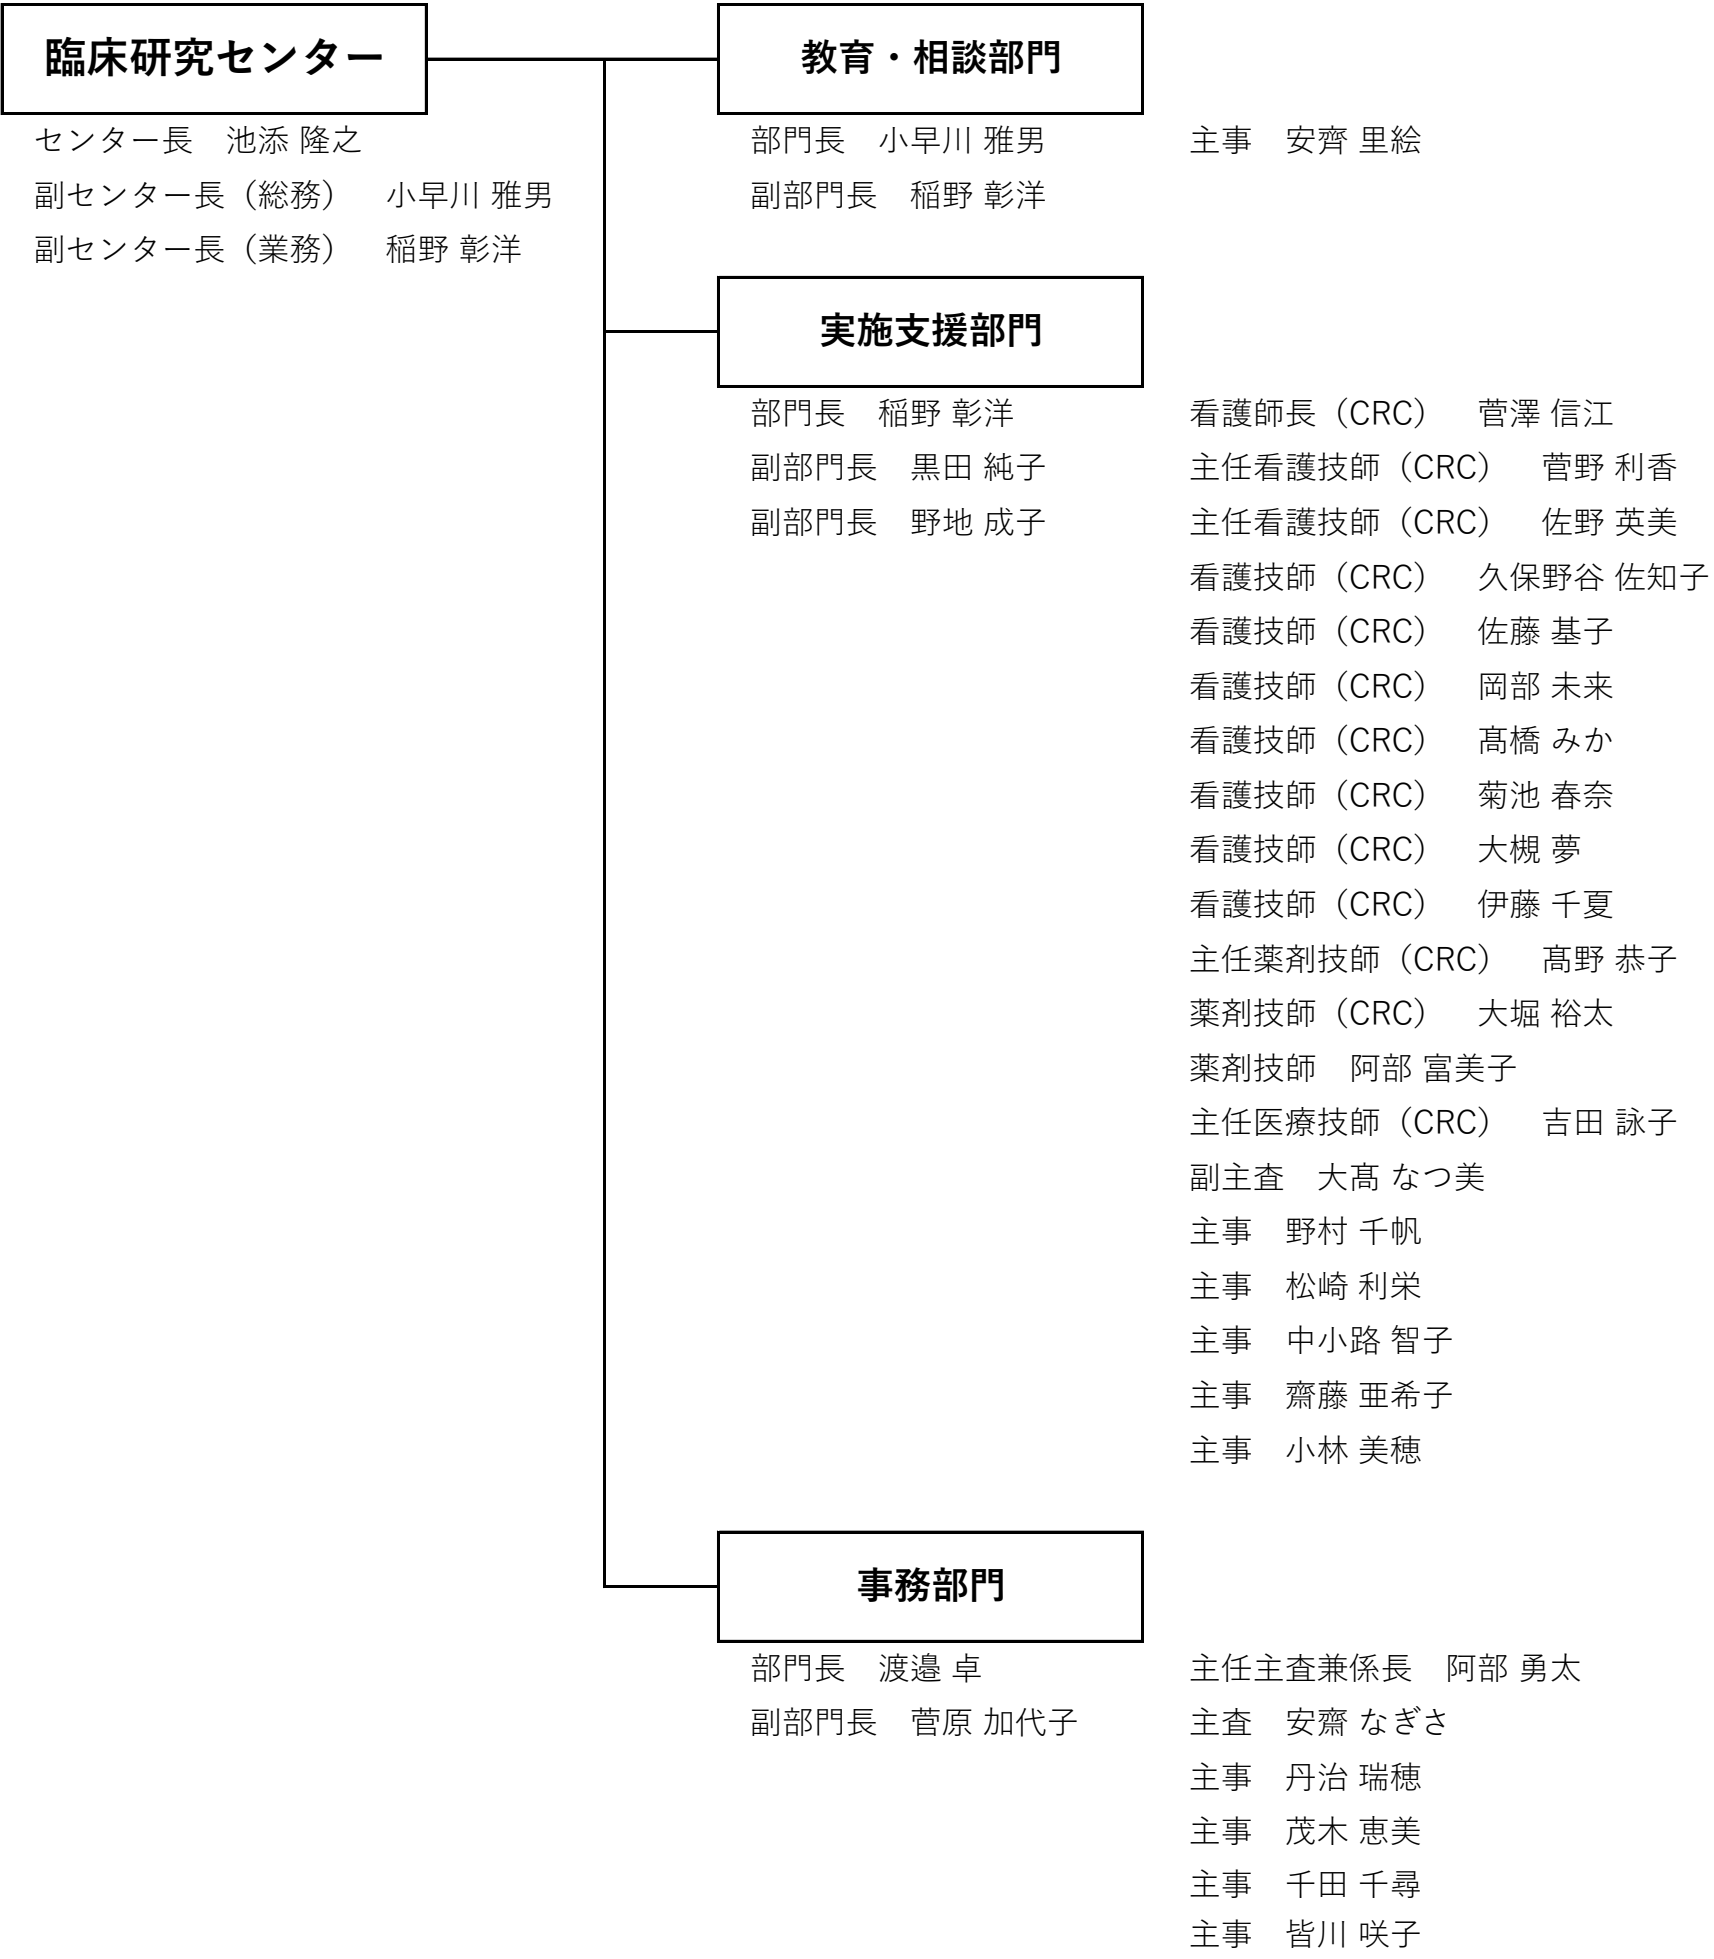 臨床研究センター
センター長　池添 隆之
副センター長（総務）　小早川 雅男
副センター長（業務）　稲野 彰洋
教育・相談部門
部門長　小早川 雅男
副部門長　稲野 彰洋
主事　安齊 里絵
実施支援部門
部門長　稲野 彰洋
副部門長　黒田 純子
副部門長　野地 成子
看護師長（CRC）　菅澤 信江
主任看護技師（CRC）　菅野 利香
主任看護技師（CRC）　佐野 英美
看護技師（CRC）　久保野谷 佐知子
看護技師（CRC）　佐藤 基子
看護技師（CRC）　岡部 未来
看護技師（CRC）　髙橋 みか
看護技師（CRC）　菊池 春奈
看護技師（CRC）　大槻 夢
看護技師（CRC）　伊藤 千夏
主任薬剤技師（CRC）　髙野 恭子
薬剤技師（CRC）　大堀 裕太
薬剤技師　阿部 富美子
主任医療技師（CRC）　吉田 詠子
副主査　大髙 なつ美
主事　野村 千帆
主事　松崎 利栄
主事　中小路 智子
主事　齋藤 亜希子
主事　小林 美穂
事務部門
部門長　渡邉 卓
副部門長　菅原 加代子
主任主査兼係長　阿部 勇太
主査　安齋 なぎさ
主事　丹治 瑞穂
主事　茂木 恵美
主事　千田 千尋
主事　皆川 咲子